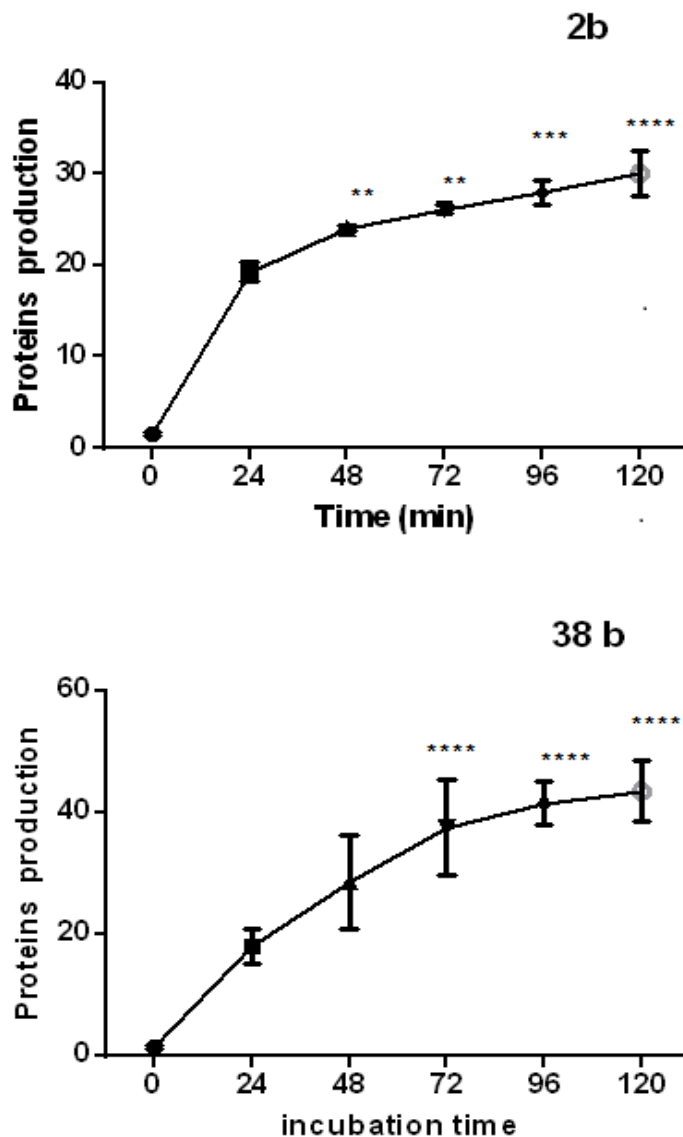 2b
40
30
20
10
0
Proteins production
** ** *** ****
0 24 48 72 96 120
Time (min)
38 b
60
40
20
0
Proteins production
**** **** ****
0 24 48 72 96 120
incubation time